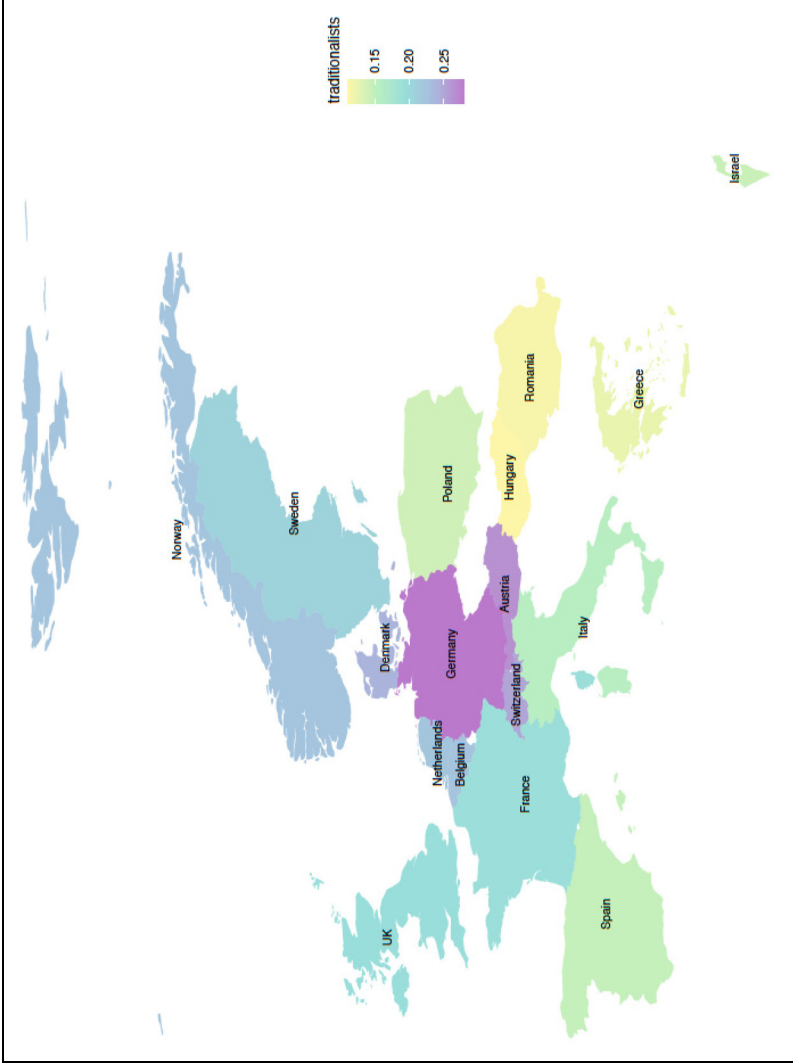 traditionalists
0.15
0.20
0.25
Norway
Sweden
Denmark
UK
Netherlands
Belgium
Germany
Poland
France
Switzerland
Austria
Hungary
Romania
Spain
Italy
Greece
Israel